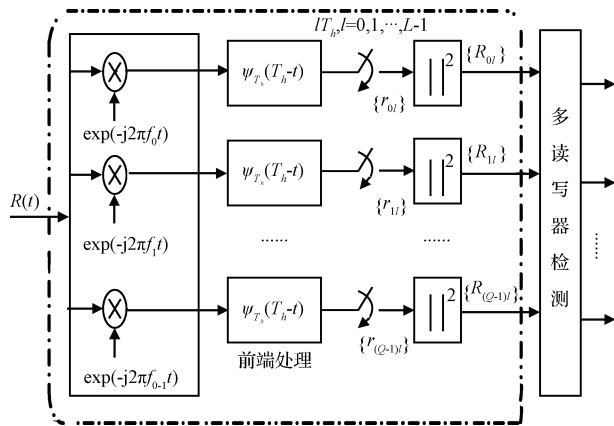 lT_h,l=0,1,···,L-1
ψ_{T_h}(T_h-t)
{r_{0l}}
| |²
{R_{0l}}
exp(-j2πf_0t)
ψ_{T_h}(T_h-t)
{r_{1l}}
| |²
{R_{1l}}
R(t)
exp(-j2πf_1t)
......
......
......
ψ_{T_h}(T_h-t)
{r_{(Q-1)l}}
| |²
{R_{(Q-1)l}}
前端处理
exp(-j2πf_{0-1}t)
多读写器检测